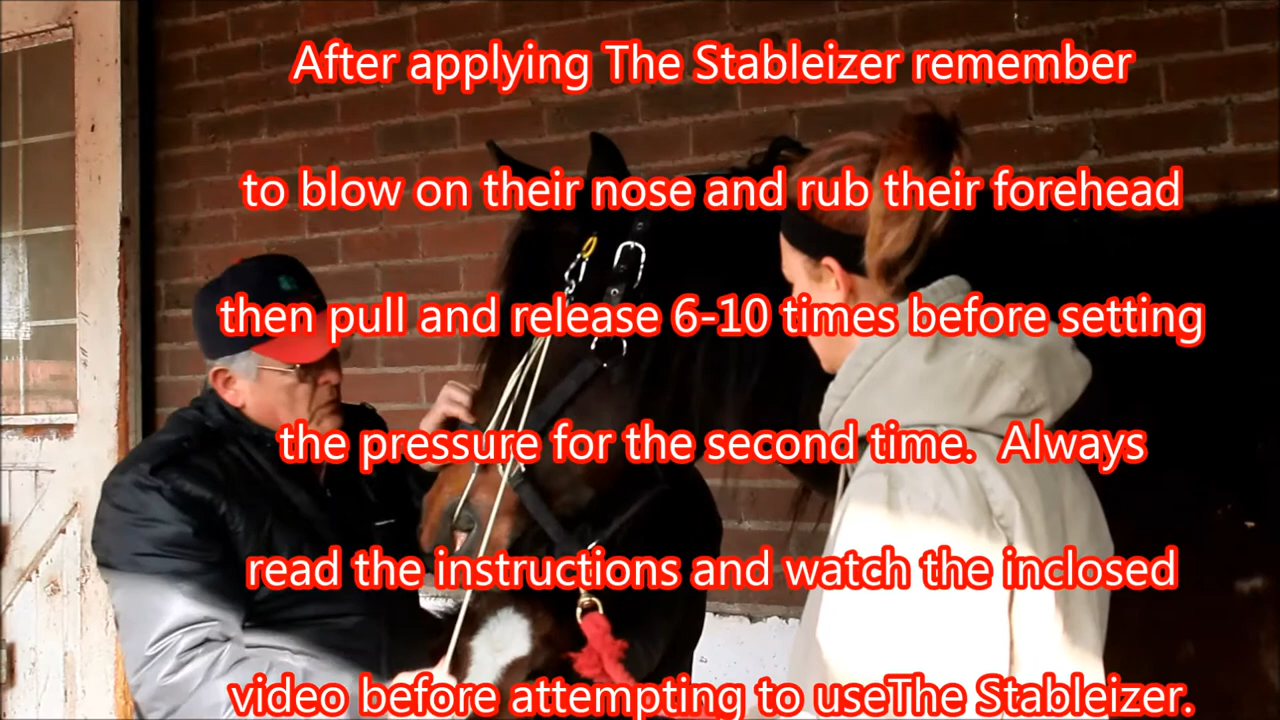 After applying The Stableizer remember
to blow on their nose and rub their forehead
then pull and release 6-10 times before setting
the pressure for the second time.  Always
read the instructions and watch the inclosed
video before attempting to useThe Stableizer.